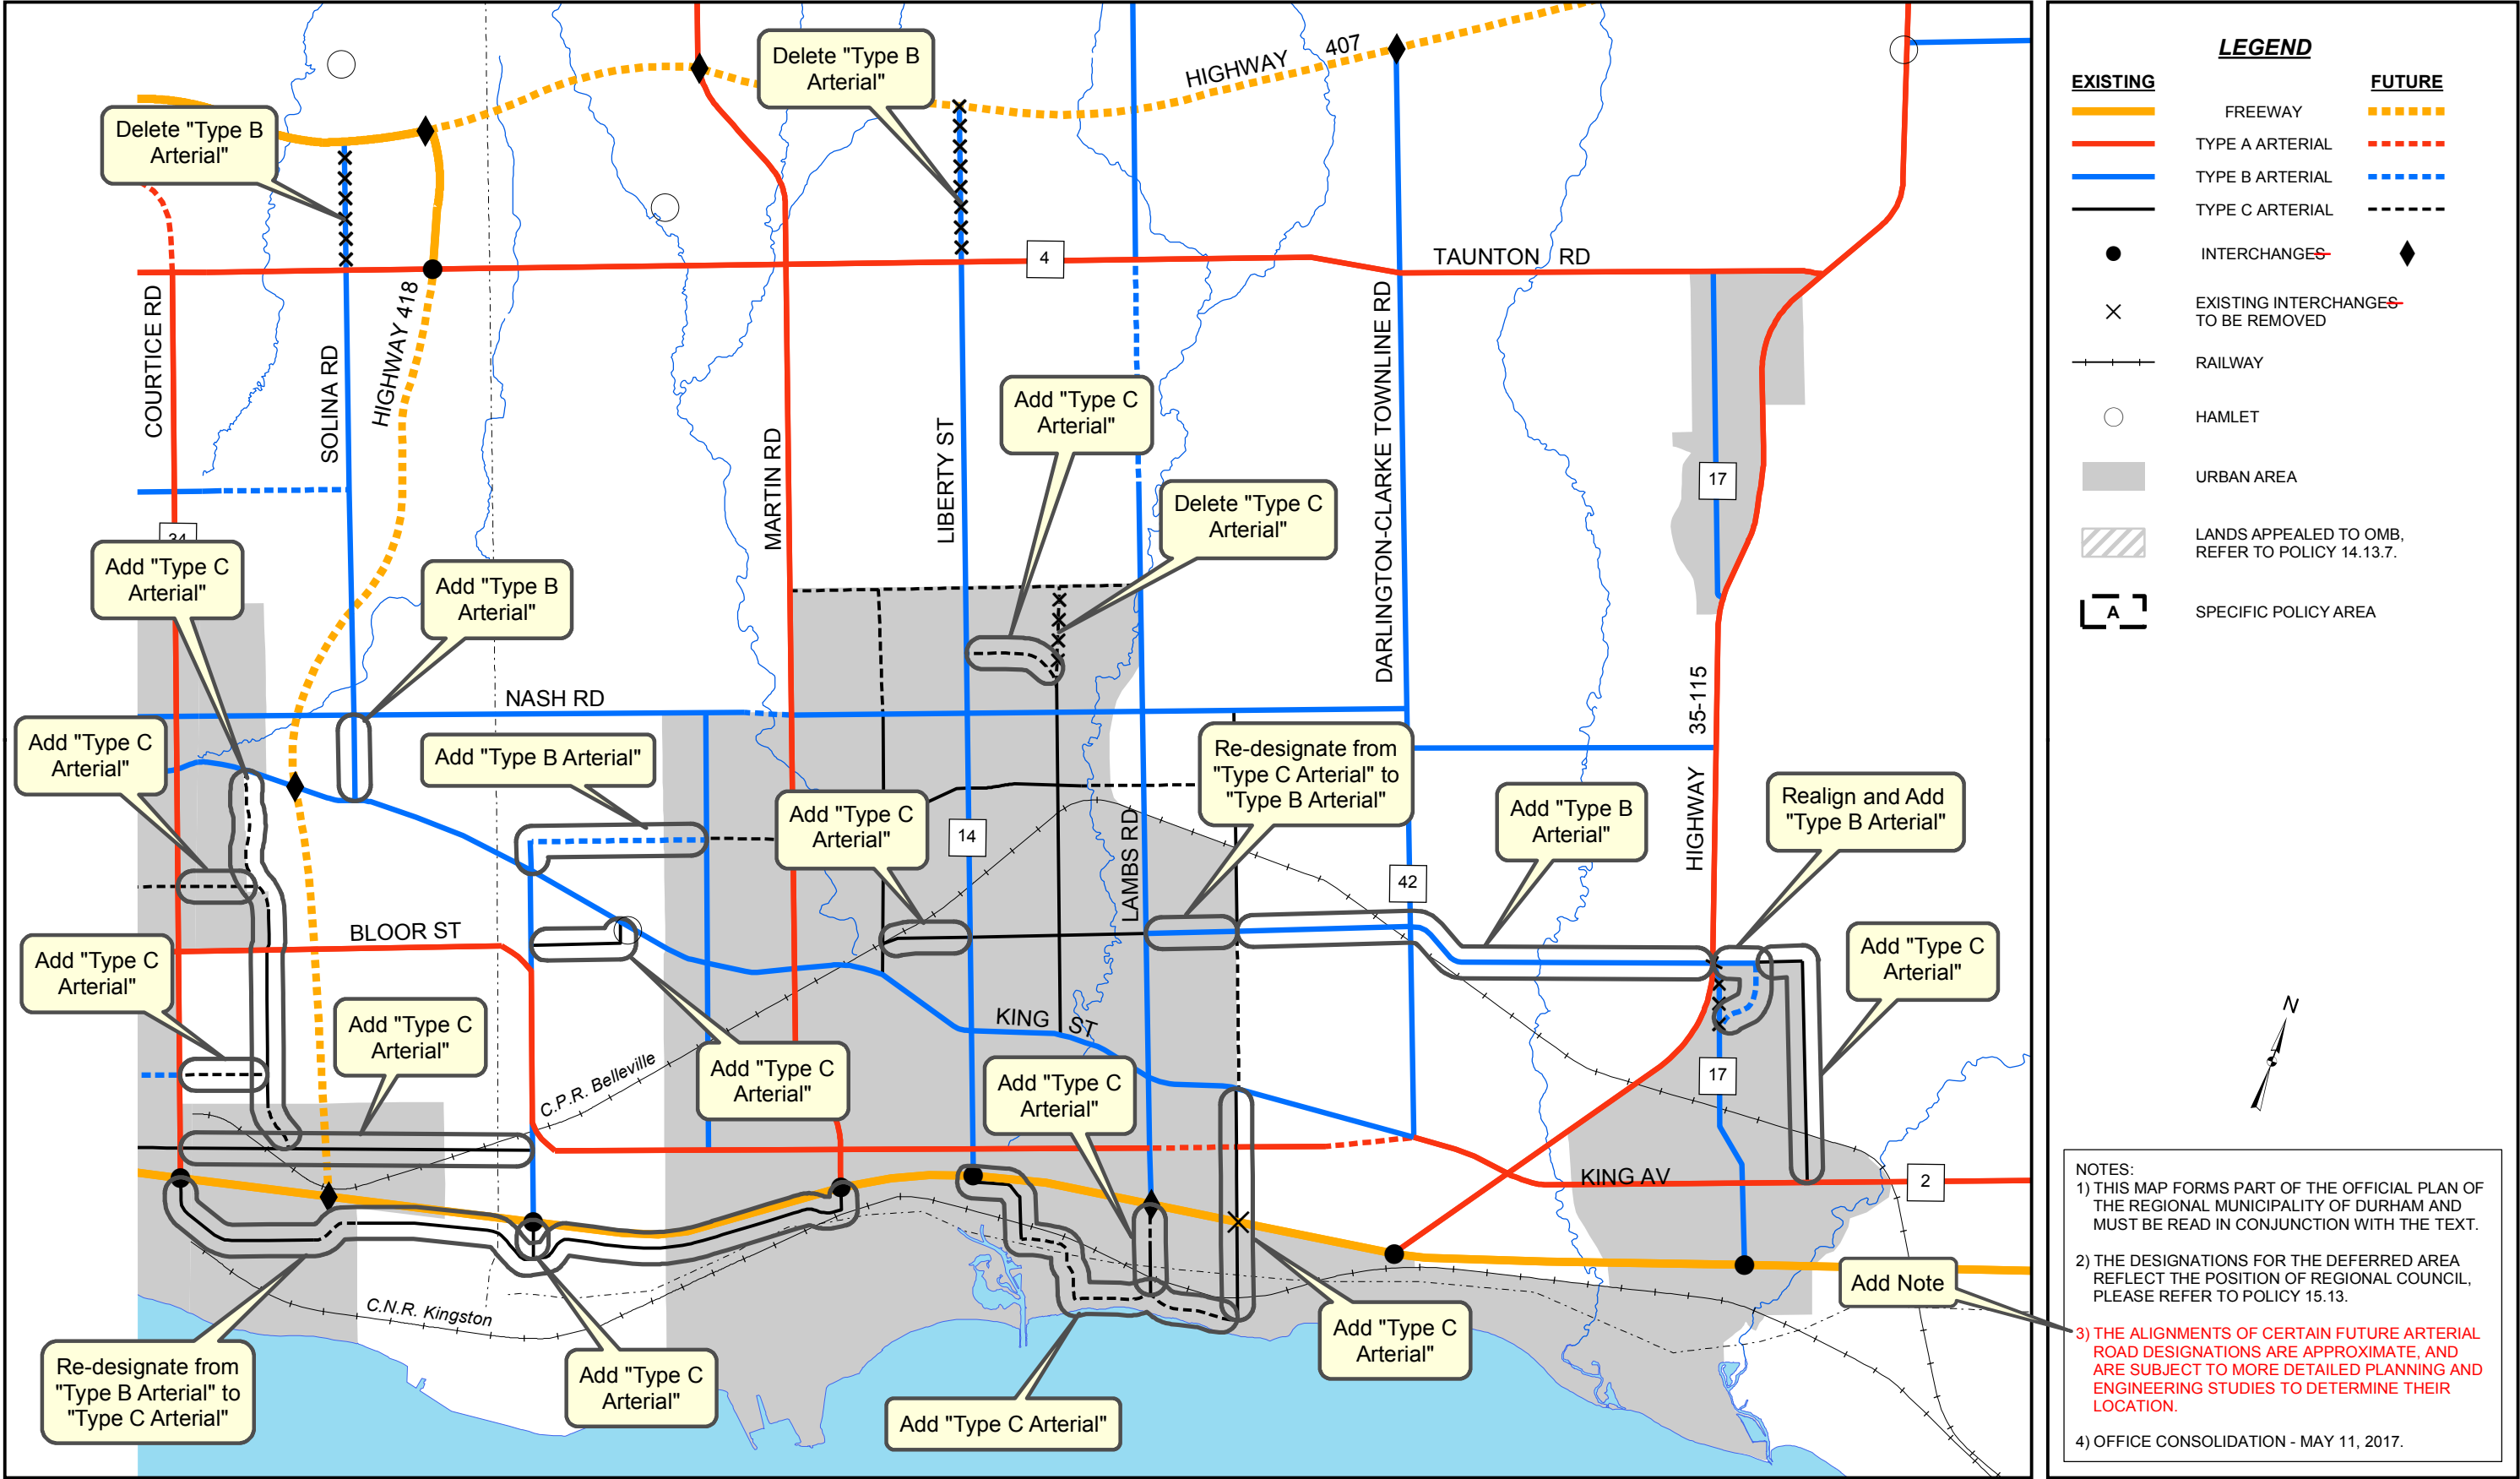 Delete "Type B
Arterial"
Delete "Type B
Arterial"
HIGHWAY 407
4
TAUNTON RD
COURTICE RD
SOLINA RD
HIGHWAY 418
MARTIN RD
LIBERTY ST
DARLINGTON-CLARKE TOWNLINE RD
Add "Type C
Arterial"
Delete "Type C
Arterial"
17
34
Add "Type C
Arterial"
Add "Type B
Arterial"
NASH RD
HIGHWAY 35-115
Add "Type C
Arterial"
Add "Type B Arterial"
Re-designate from
"Type C Arterial" to
"Type B Arterial"
Add "Type C
Arterial"
14
LAMBS RD
42
Add "Type B
Arterial"
Realign and Add
"Type B Arterial"
BLOOR ST
Add "Type C
Arterial"
Add "Type C
Arterial"
Add "Type C
Arterial"
KING ST
C.P.R. Belleville
Add "Type C
Arterial"
Add "Type C
Arterial"
17
KING AV
2
C.N.R. Kingston
Add Note
Re-designate from
"Type B Arterial" to
"Type C Arterial"
Add "Type C
Arterial"
Add "Type C Arterial"
Add "Type C
Arterial"
LEGEND
EXISTING FUTURE
FREEWAY
TYPE A ARTERIAL
TYPE B ARTERIAL
TYPE C ARTERIAL
INTERCHANGES
EXISTING INTERCHANGES
TO BE REMOVED
RAILWAY
HAMLET
URBAN AREA
LANDS APPEALED TO OMB,
REFER TO POLICY 14.13.7.
A SPECIFIC POLICY AREA
N
NOTES:
1) THIS MAP FORMS PART OF THE OFFICIAL PLAN OF
THE REGIONAL MUNICIPALITY OF DURHAM AND
MUST BE READ IN CONJUNCTION WITH THE TEXT.
2) THE DESIGNATIONS FOR THE DEFERRED AREA
REFLECT THE POSITION OF REGIONAL COUNCIL,
PLEASE REFER TO POLICY 15.13.
3) THE ALIGNMENTS OF CERTAIN FUTURE ARTERIAL
ROAD DESIGNATIONS ARE APPROXIMATE, AND
ARE SUBJECT TO MORE DETAILED PLANNING AND
ENGINEERING STUDIES TO DETERMINE THEIR
LOCATION.
4) OFFICE CONSOLIDATION - MAY 11, 2017.